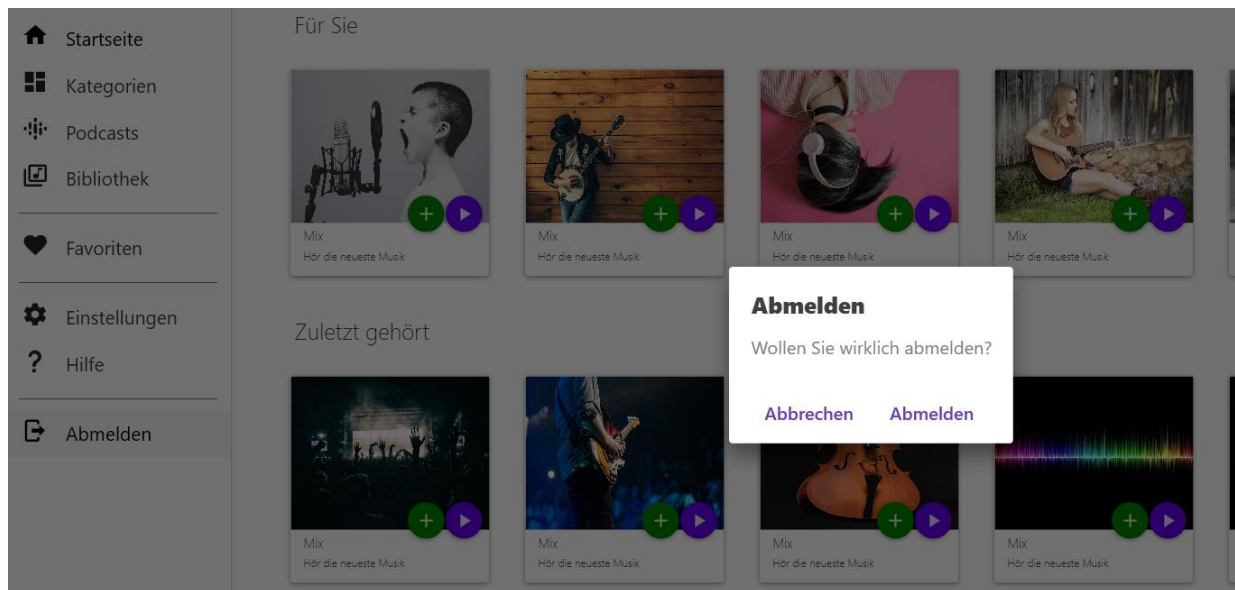 Startseite
Kategorien
Podcasts
Bibliothek
Favoriten
Einstellungen
?
Hilfe
Abmelden
Für Sie
Mix
Hör die neueste Musik
Mix
Hör die neueste Musik
Mix
Hör die neueste Musik
Mix
Hör die neueste Musik
Zuletzt gehört
Mix
Hör die neueste Musik
Mix
Hör die neueste Musik
Mix
Hör die neueste Musik
Mix
Hör die neueste Musik
Abmelden
Wollen Sie wirklich abmelden?
Abbrechen Abmelden